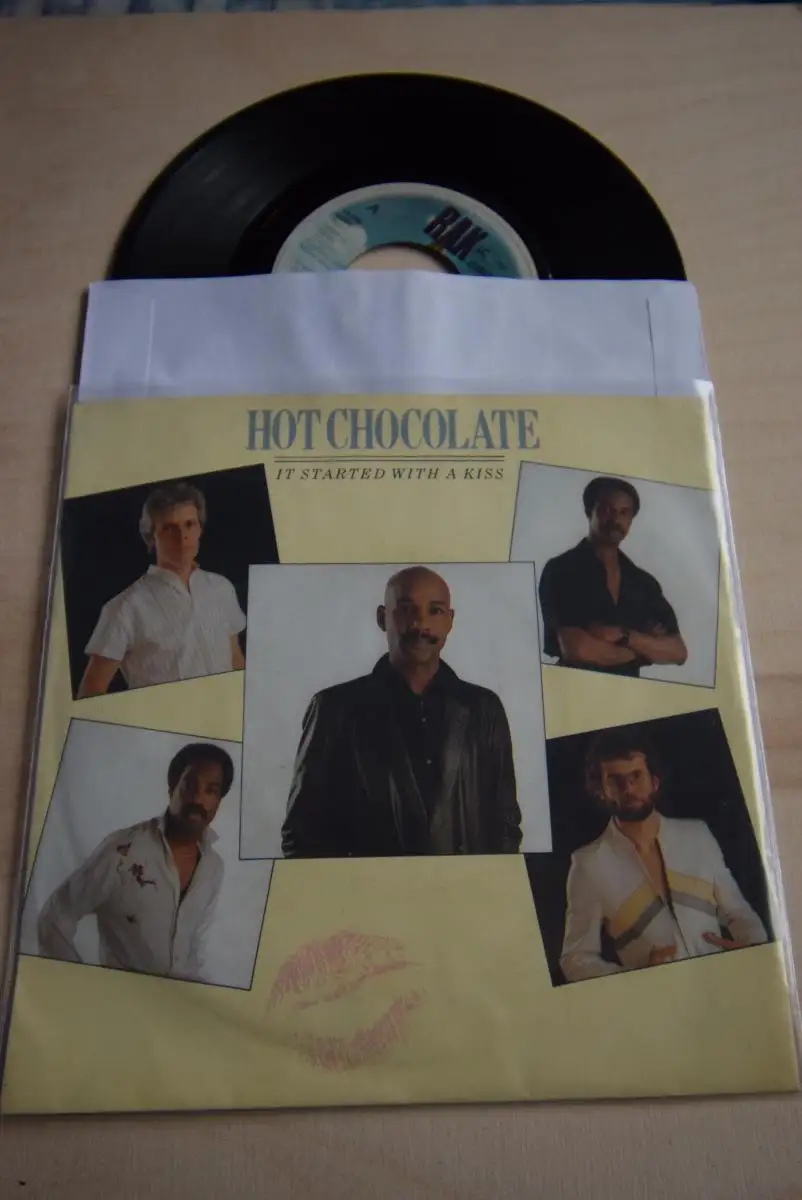 A
RAK
HOT CHOCOLATE
IT STARTED WITH A KISS